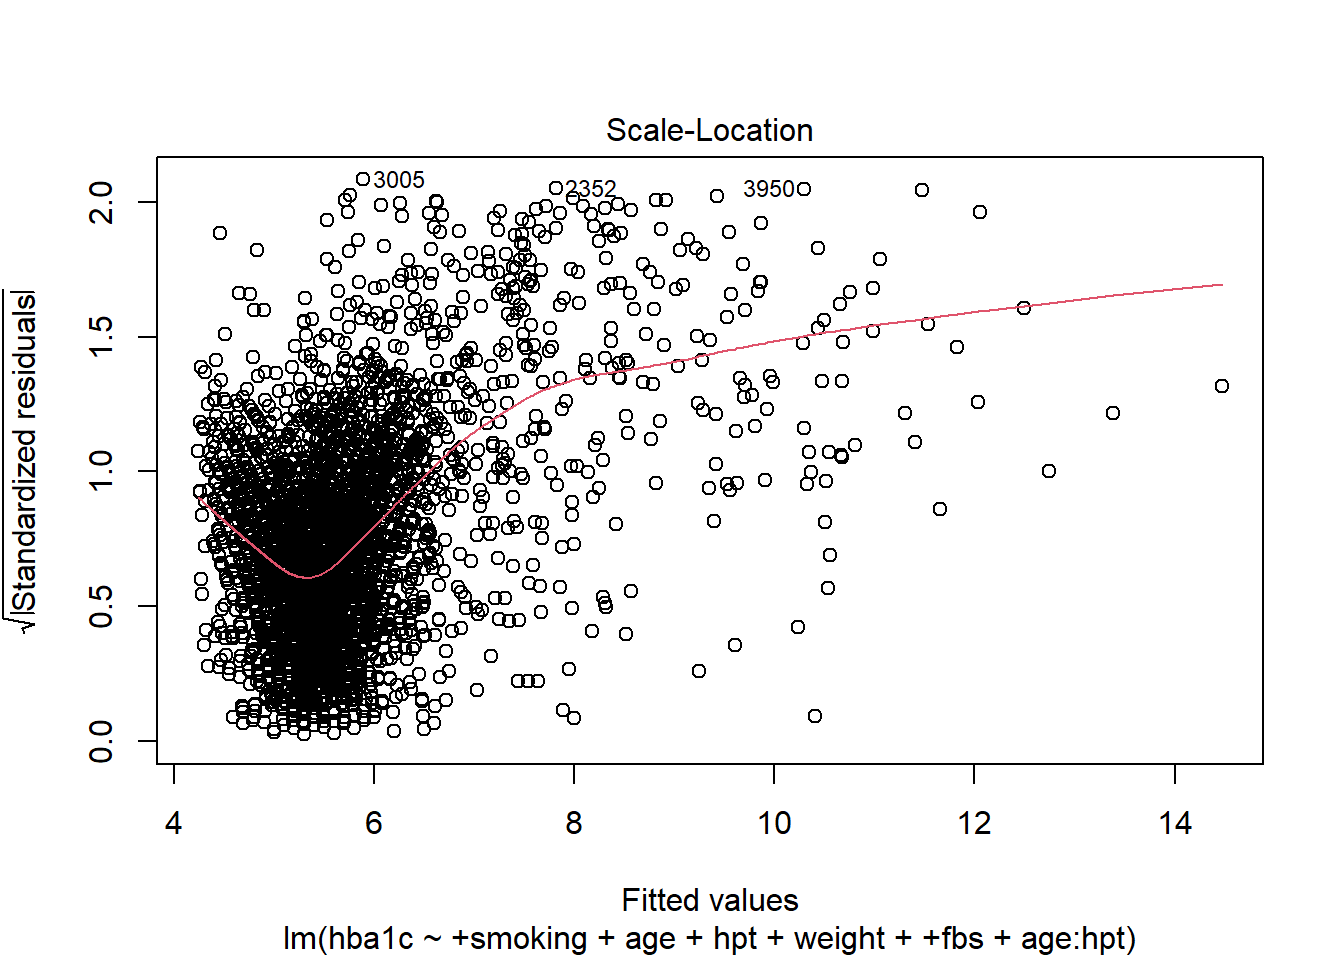 Scale-Location
√|Standardized residuals|
2.0
1.5
1.0
0.5
0.0
3005
2352
3950
4 6 8 10 12 14
Fitted values
lm(hba1c ~ +smoking + age + hpt + weight + +fbs + age:hpt)